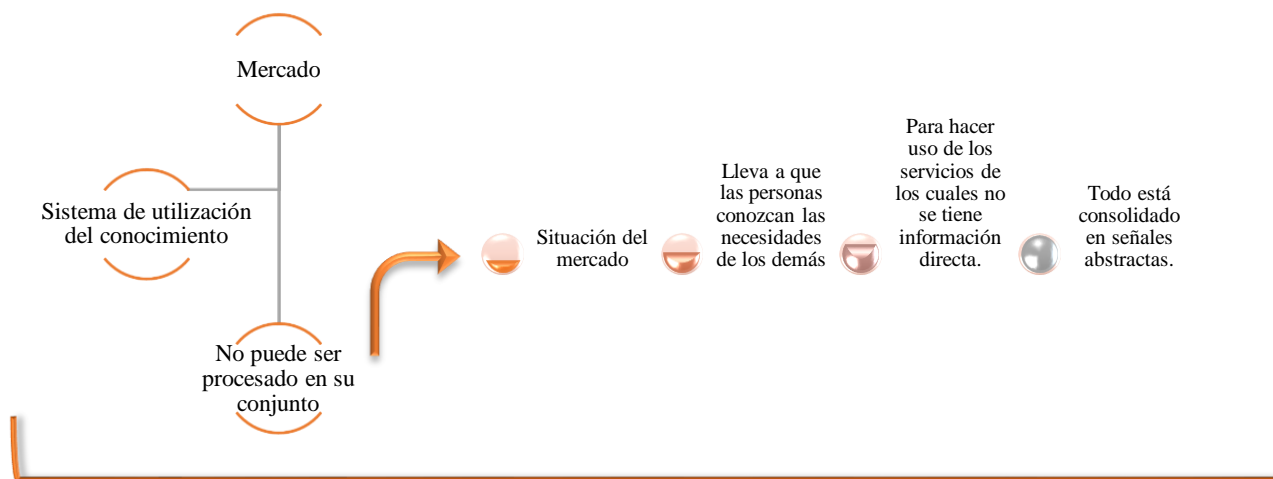 Mercado
Sistema de utilización
del conocimiento
No puede ser
procesado en su
conjunto
Situación del
mercado
Lleva a que
las personas
conozcan las
necesidades
de los demás
Para hacer
uso de los
servicios de
los cuales no
se tiene
información
directa.
Todo está
consolidado
en señales
abstractas.